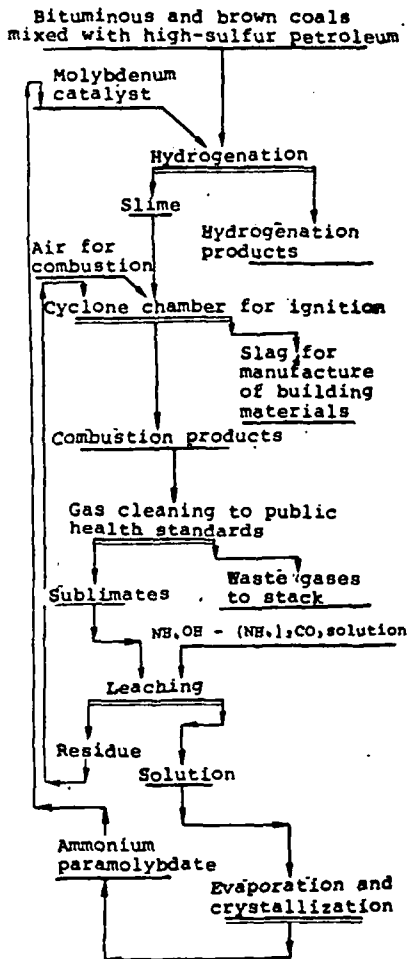 Bituminous and brown coals
mixed with high-sulfur petroleum
Molybdenum
catalyst
Hydrogenation
Slime
Hydrogenation
products
Air for
combustion
Cyclone chamber for ignition
Slag for
manufacture
of building
materials
Combustion products
Gas cleaning to public
health standards
Sublimates
Waste gases
to stack
NH₄OH - (NH₄)₂CO₃ solution
Leaching
Residue
Solution
Ammonium
paramolybdate
Evaporation and
crystallization